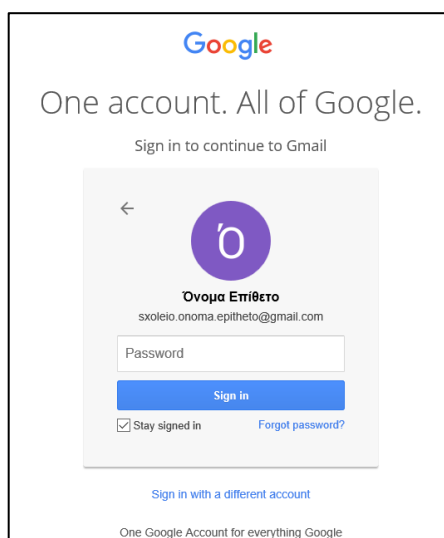 Google
One account. All of Google.
Sign in to continue to Gmail
Ό
Όνομα Επίθετο
sxoleio.onoma.epitheto@gmail.com
Password
Sign in
Stay signed in Forgot password?
Sign in with a different account
One Google Account for everything Google